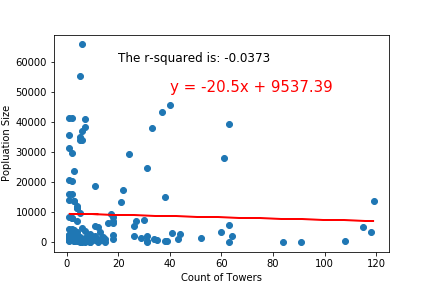 The r-squared is: -0.0373
60000
y = -20.5x + 9537.39
50000
40000
30000
20000
10000
0
Popluation Size
0 20 40 60 80 100 120
Count of Towers